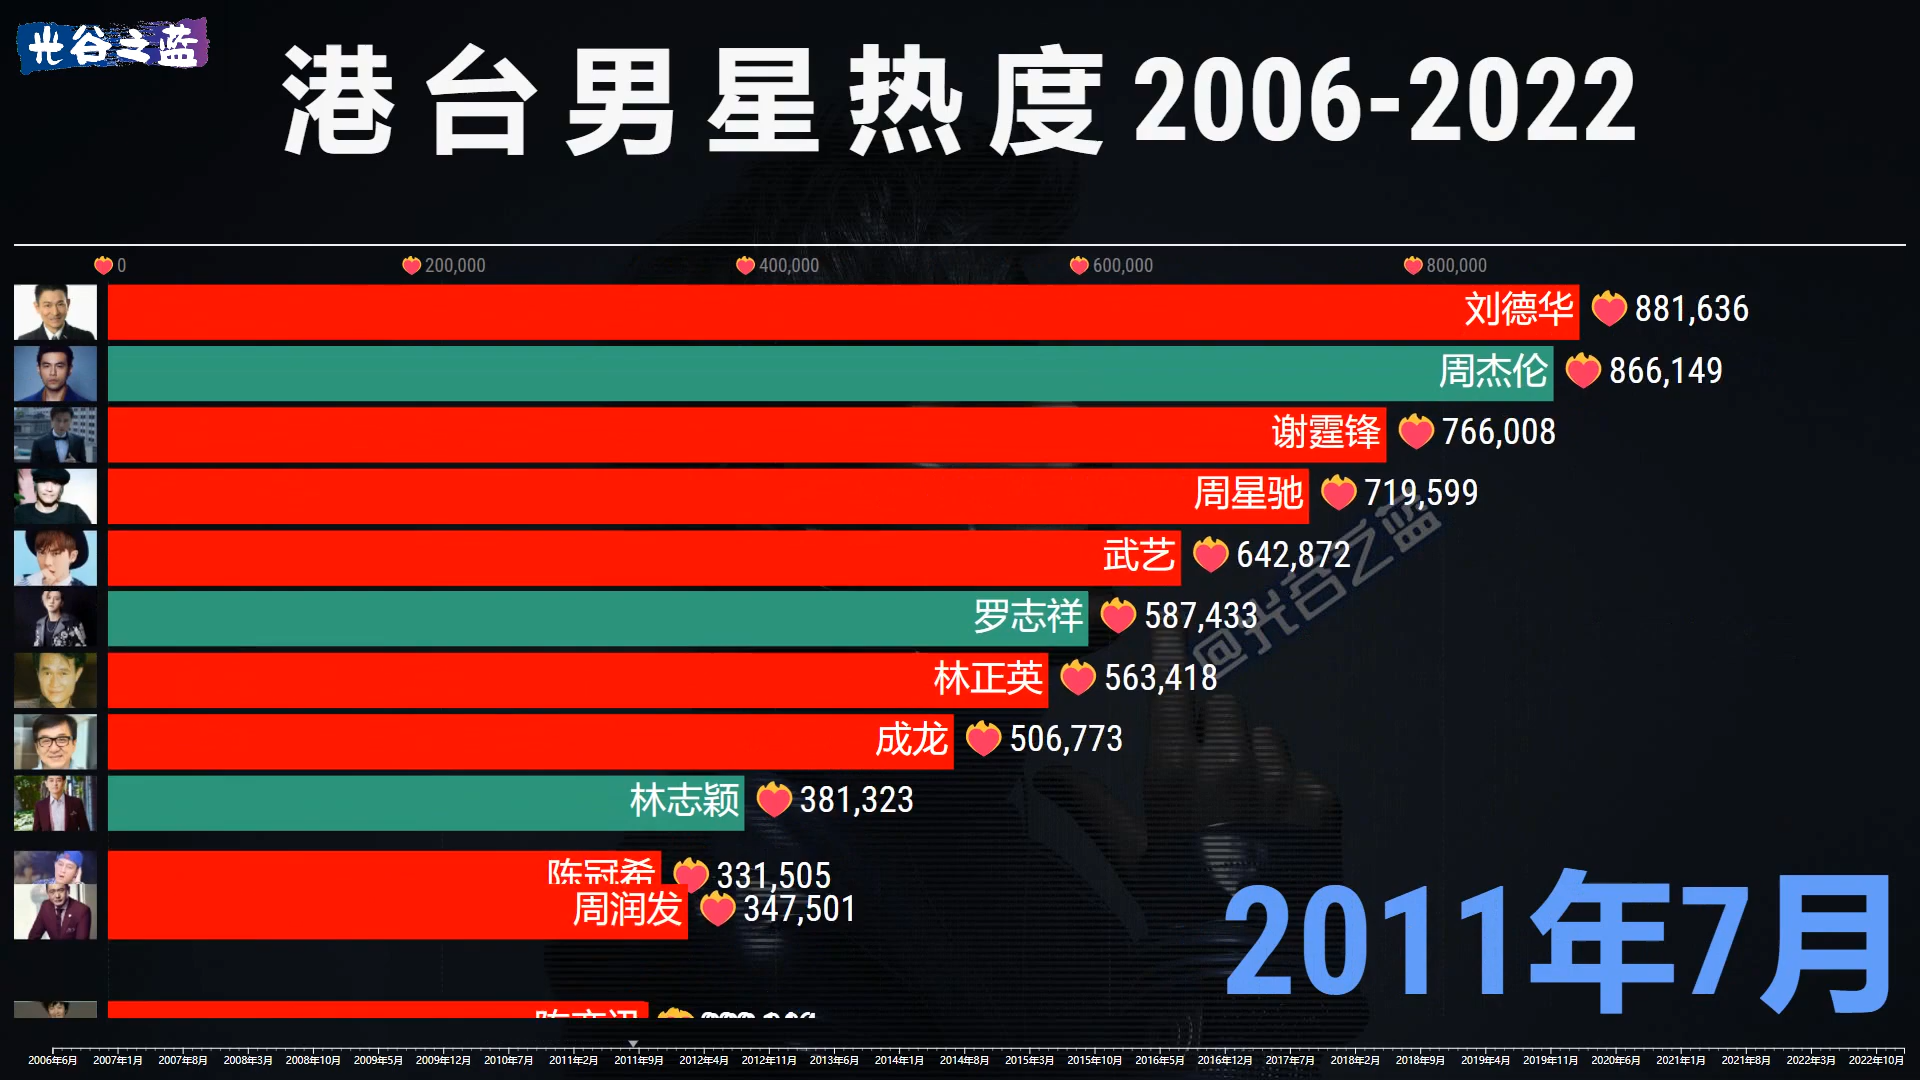 光谷之蓝
港台男星热度2006-2022
0 200,000 400,000 600,000 800,000
刘德华 881,636
周杰伦 866,149
谢霆锋 766,008
周星驰 719,599
武艺 642,872
罗志祥 587,433
林正英 563,418
成龙 506,773
林志颖 381,323
陈冠希 331,505
周润发 347,501
@光谷之蓝
2011年7月
2006年6月 2007年1月 2007年8月 2008年3月 2008年10月 2009年5月 2009年12月 2010年7月 2011年2月 2011年9月 2012年4月 2012年11月 2013年6月 2014年1月 2014年8月 2015年3月 2015年10月 2016年5月 2016年12月 2017年7月 2018年2月 2018年9月 2019年4月 2019年11月 2020年6月 2021年1月 2021年8月 2022年3月 2022年10月